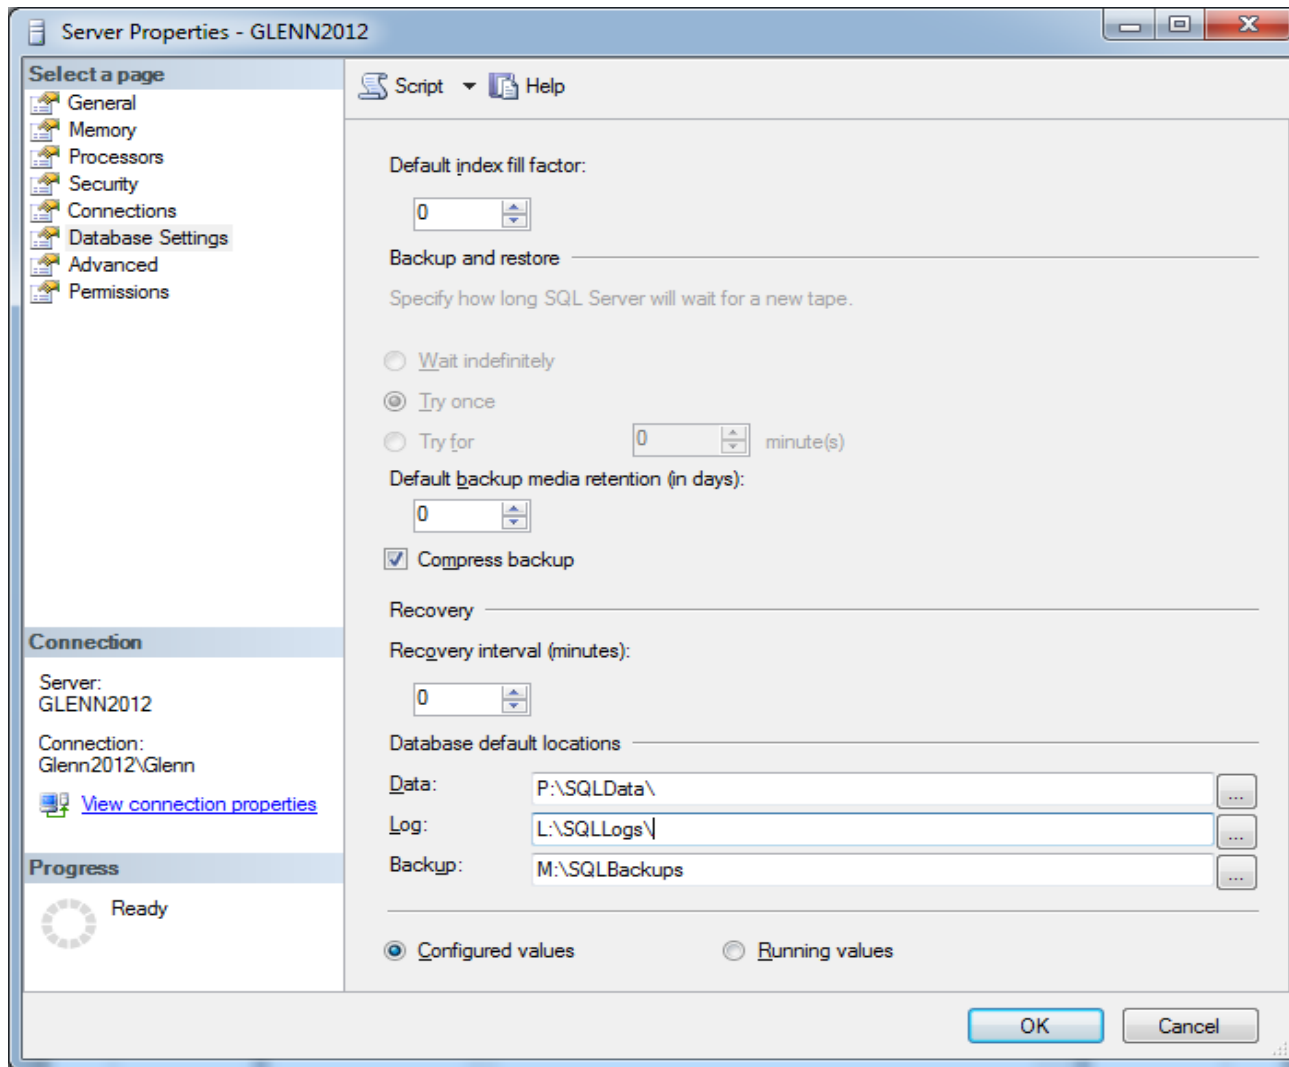 Server Properties - GLENN2012
Select a page
General
Memory
Processors
Security
Connections
Database Settings
Advanced
Permissions
Connection
Server:
GLENN2012
Connection:
Glenn2012\Glenn
View connection properties
Progress
Ready
Script Help
Default index fill factor:
0
Backup and restore
Specify how long SQL Server will wait for a new tape.
Wait indefinitely
Try once
Try for 0 minute(s)
Default backup media retention (in days):
0
Compress backup
Recovery
Recovery interval (minutes):
0
Database default locations
Data: P:\SQLData\ ...
Log: L:\SQLLogs\ ...
Backup: M:\SQLBackups ...
Configured values Running values
OK Cancel